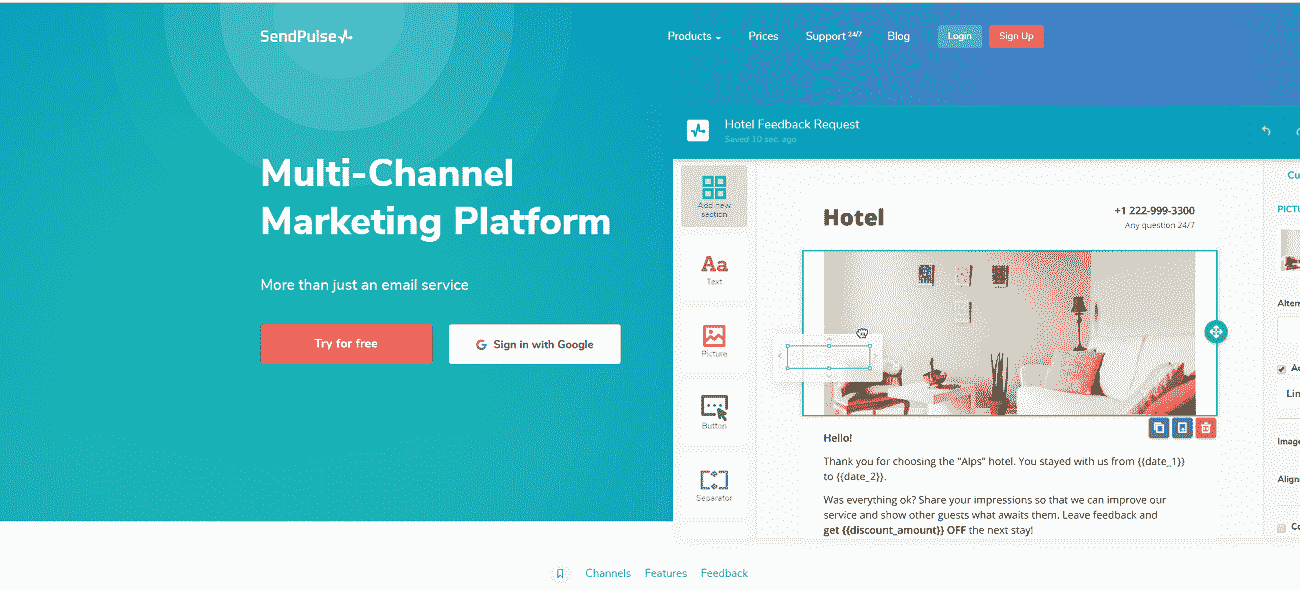 SendPulse
Products
Prices
Support 24/7
Blog
Login
Sign Up
Multi-Channel
Marketing Platform
More than just an email service
Try for free
Sign in with Google
Hotel Feedback Request
Saved 10 sec. ago
Add new
section
Text
Picture
Button
Separator
Hotel
+1 222-999-3300
Any question 24/7
Hello!
Thank you for choosing the "Alps" hotel. You stayed with us from {{date_1}}
to {{date_2}}.
Was everything ok? Share your impressions so that we can improve our
service and show other guests what awaits them. Leave feedback and
get {{discount_amount}} OFF the next stay!
Cu
PICTU
Altern
Ad
Lin
Image
Align
Co
Channels
Features
Feedback